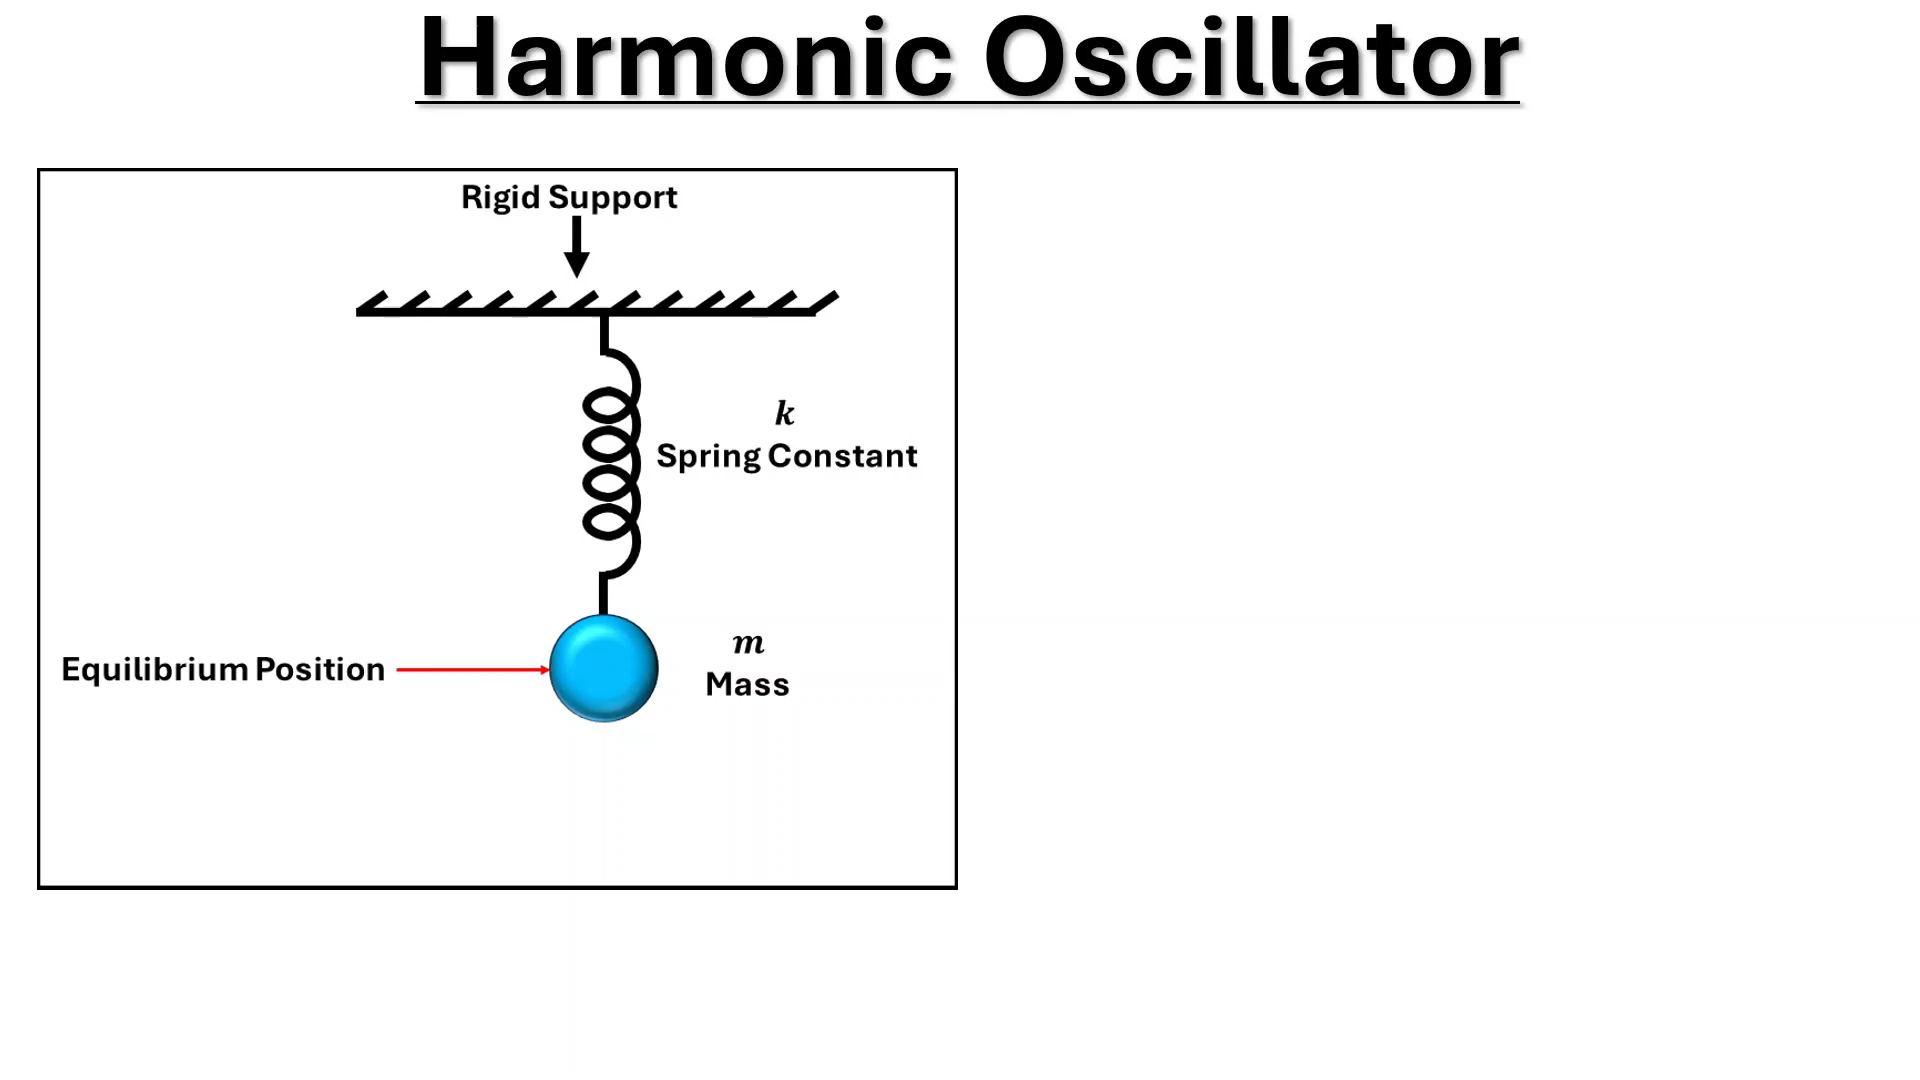 Harmonic Oscillator
Rigid Support
k
Spring Constant
Equilibrium Position
m
Mass